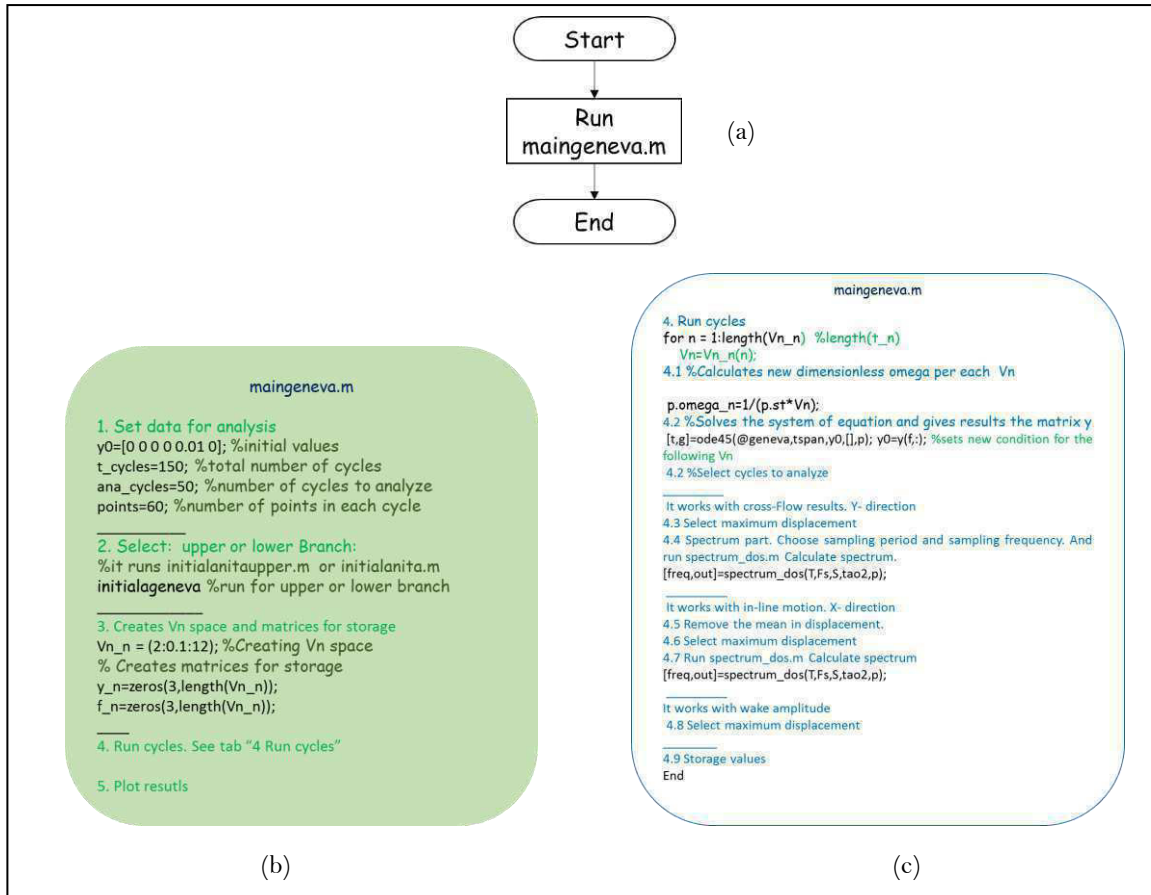 Start
Run
maingeneva.m
(a)
End
maingeneva.m
1. Set data for analysis
y0=[0 0 0 0 0.01 0]; %initial values
t_cycles=150; %total number of cycles
ana_cycles=50; %number of cycles to analyze
points=60; %number of points in each cycle
2. Select: upper or lower Branch:
%it runs initialanitaupper.m or initialanita.m
initialageneva %run for upper or lower branch
3. Creates Vn space and matrices for storage
Vn_n = (2:0.1:12); %Creating Vn space
% Creates matrices for storage
y_n=zeros(3,length(Vn_n));
f_n=zeros(3,length(Vn_n));
4. Run cycles. See tab “4 Run cycles”
5. Plot resutls
(b)
maingeneva.m
4. Run cycles
for n = 1:length(Vn_n) %length(t_n)
Vn=Vn_n(n);
4.1 %Calculates new dimensionless omega per each Vn
p.omega_n=1/(p.st*Vn);
4.2 %Solves the system of equation and gives results the matrix y
[t,g]=ode45(@geneva,tspan,y0,[],p); y0=y(f,:); %sets new condition for the
following Vn
4.2 %Select cycles to analyze
It works with cross-Flow results. Y- direction
4.3 Select maximum displacement
4.4 Spectrum part. Choose sampling period and sampling frequency. And
run spectrum_dos.m Calculate spectrum.
[freq,out]=spectrum_dos(T,Fs,S,tao2,p);
It works with in-line motion. X- direction
4.5 Remove the mean in displacement.
4.6 Select maximum displacement
4.7 Run spectrum_dos.m Calculate spectrum
[freq,out]=spectrum_dos(T,Fs,S,tao2,p);
It works with wake amplitude
4.8 Select maximum displacement
4.9 Storage values
End
(c)